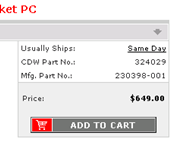 ket PC
Usually Ships: Same Day
CDW Part No.: 324029
Mfg. Part No.: 230398-001
Price: $649.00
ADD TO CART